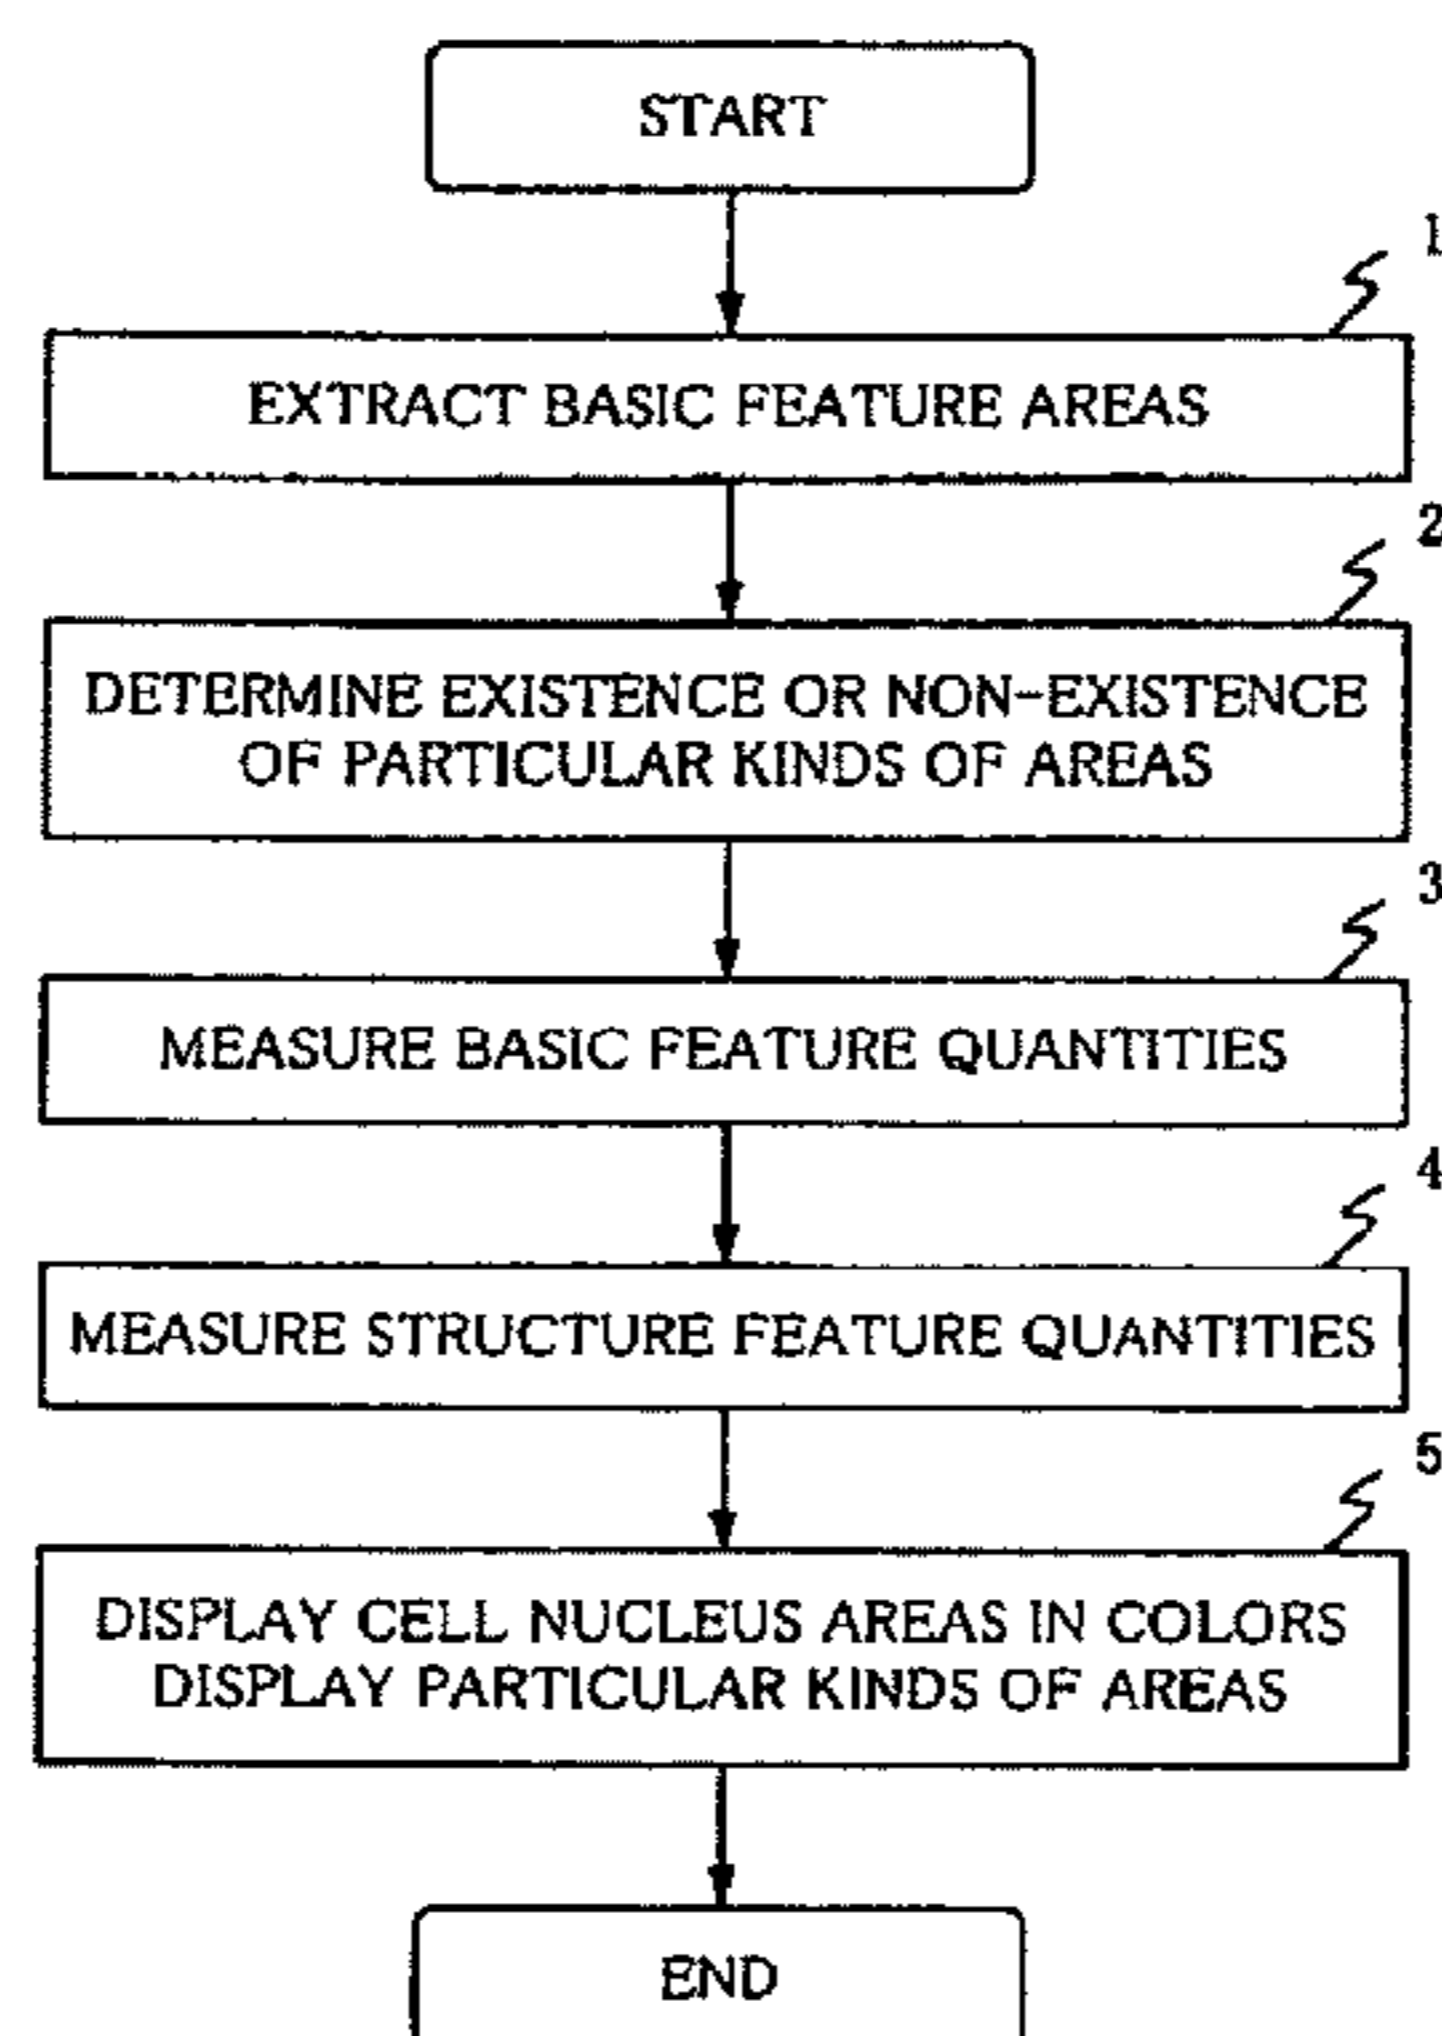 START
1
EXTRACT BASIC FEATURE AREAS
2
DETERMINE EXISTENCE OR NON-EXISTENCE
OF PARTICULAR KINDS OF AREAS
3
MEASURE BASIC FEATURE QUANTITIES
4
MEASURE STRUCTURE FEATURE QUANTITIES
5
DISPLAY CELL NUCLEUS AREAS IN COLORS
DISPLAY PARTICULAR KINDS OF AREAS
END